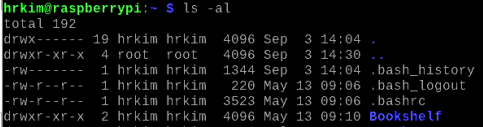 hrkim@raspberrypi:~ $ ls -al
total 192
drwx------ 19 hrkim hrkim  4096 Sep  3 14:04 .
drwxr-xr-x  4 root  root   4096 Sep  3 14:30 ..
-rw-------  1 hrkim hrkim  1344 Sep  3 14:04 .bash_history
-rw-r--r--  1 hrkim hrkim   220 May 13 09:06 .bash_logout
-rw-r--r--  1 hrkim hrkim  3523 May 13 09:06 .bashrc
drwxr-xr-x  2 hrkim hrkim  4096 May 13 09:10 Bookshelf